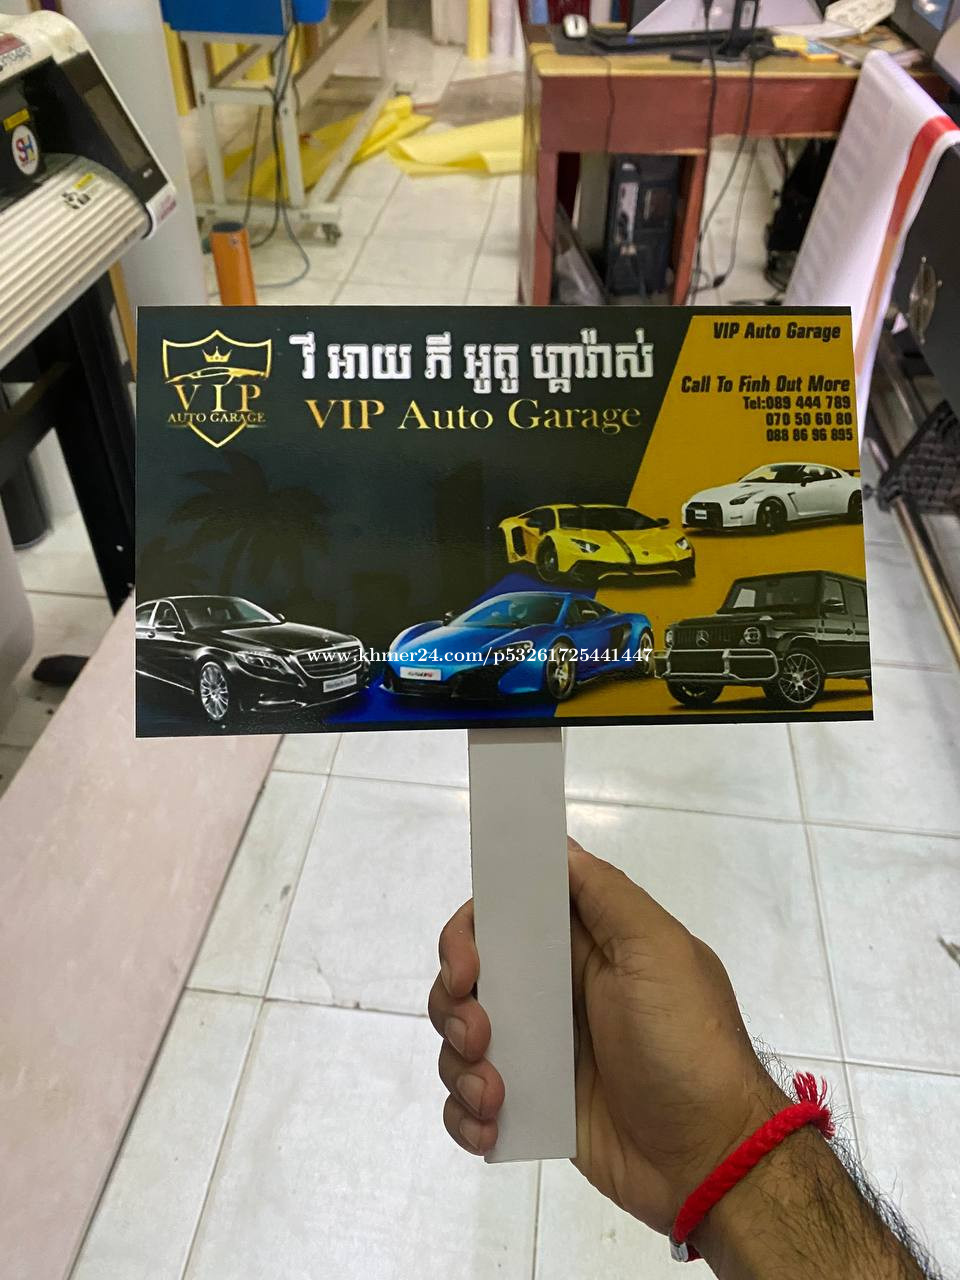 វី អាយ ភី អូតូ ហ្គារ៉ាស់
VIP Auto Garage
VIP
AUTO GARAGE
VIP Auto Garage
Call To Finh Out More
Tel:089 444 789
070 50 60 80
088 86 96 895
www.khmer24.com/p53261725441447